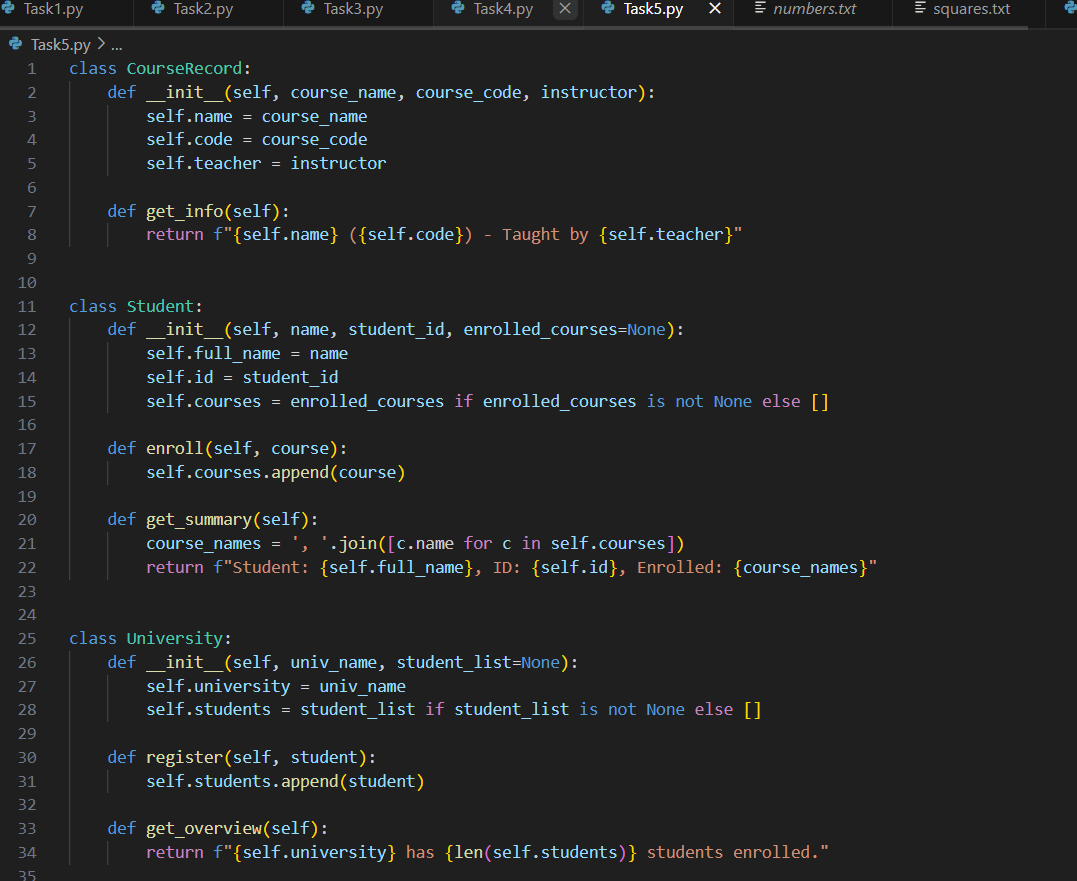 Task1.py Task2.py Task3.py Task4.py Task5.py numbers.txt squares.txt
Task5.py > ...
1 class CourseRecord:
2     def __init__(self, course_name, course_code, instructor):
3         self.name = course_name
4         self.code = course_code
5         self.teacher = instructor
6
7     def get_info(self):
8         return f"{self.name} ({self.code}) - Taught by {self.teacher}"
9
10
11 class Student:
12     def __init__(self, name, student_id, enrolled_courses=None):
13         self.full_name = name
14         self.id = student_id
15         self.courses = enrolled_courses if enrolled_courses is not None else []
16
17     def enroll(self, course):
18         self.courses.append(course)
19
20     def get_summary(self):
21         course_names = ', '.join([c.name for c in self.courses])
22         return f"Student: {self.full_name}, ID: {self.id}, Enrolled: {course_names}"
23
24
25 class University:
26     def __init__(self, univ_name, student_list=None):
27         self.university = univ_name
28         self.students = student_list if student_list is not None else []
29
30     def register(self, student):
31         self.students.append(student)
32
33     def get_overview(self):
34         return f"{self.university} has {len(self.students)} students enrolled."
35